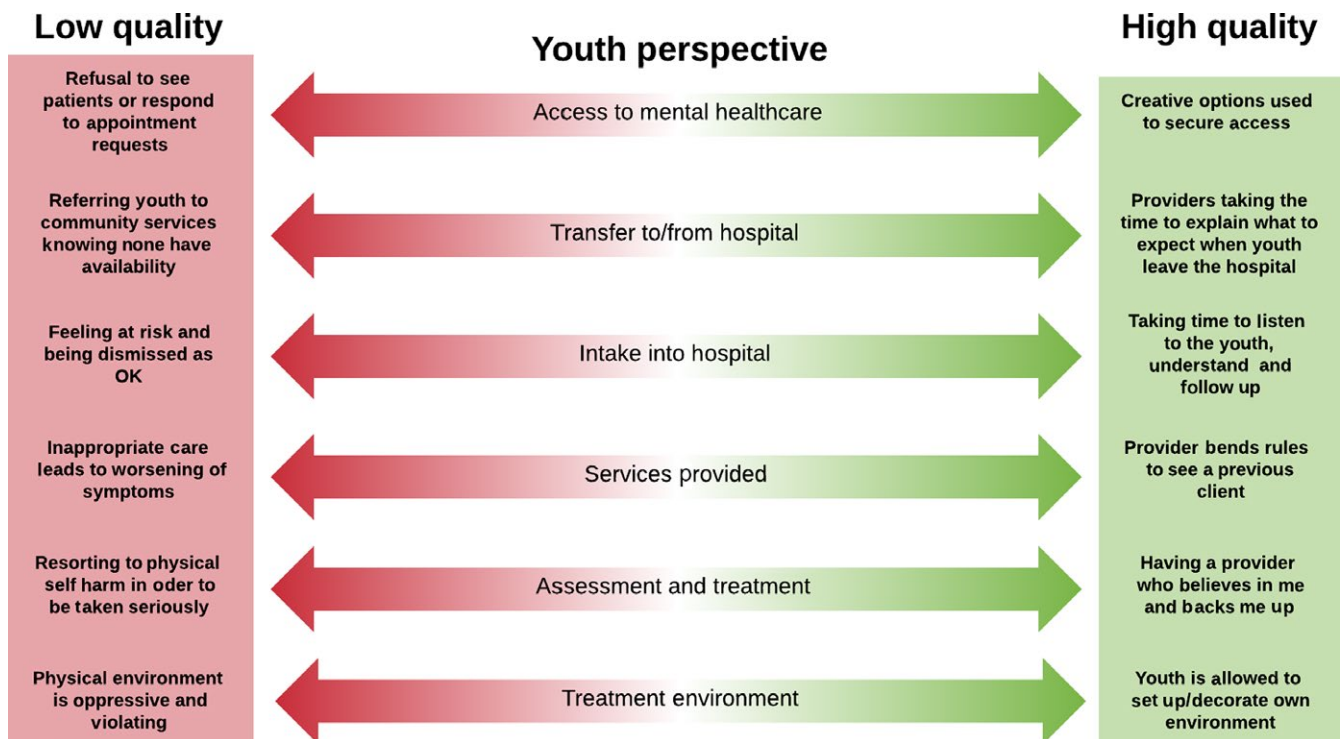 Low quality
Youth perspective
High quality
Refusal to see
patients or respond
to appointment
requests
Access to mental healthcare
Creative options used
to secure access
Referring youth to
community services
knowing none have
availability
Transfer to/from hospital
Providers taking the
time to explain what to
expect when youth
leave the hospital
Feeling at risk and
being dismissed as
OK
Intake into hospital
Taking time to listen
to the youth,
understand and
follow up
Inappropriate care
leads to worsening of
symptoms
Services provided
Provider bends rules
to see a previous
client
Resorting to physical
self harm in oder to
be taken seriously
Assessment and treatment
Having a provider
who believes in me
and backs me up
Physical environment
is oppressive and
violating
Treatment environment
Youth is allowed to
set up/decorate own
environment